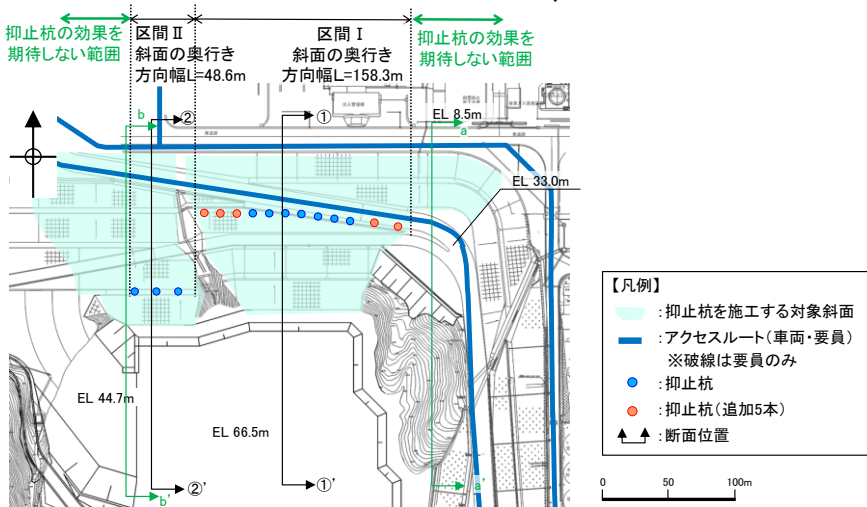 抑止杭の効果を
期待しない範囲
区間Ⅱ
斜面の奥行き
方向幅L=48.6m
区間Ⅰ
斜面の奥行き
方向幅L=158.3m
抑止杭の効果を
期待しない範囲
b
②
①
EL 8.5m
a
EL 33.0m
EL 44.7m
EL 66.5m
b'
②'
①'
a'
【凡例】
:抑止杭を施工する対象斜面
:アクセスルート(車両・要員)
※破線は要員のみ
:抑止杭
:抑止杭(追加5本)
:断面位置
0 50 100m